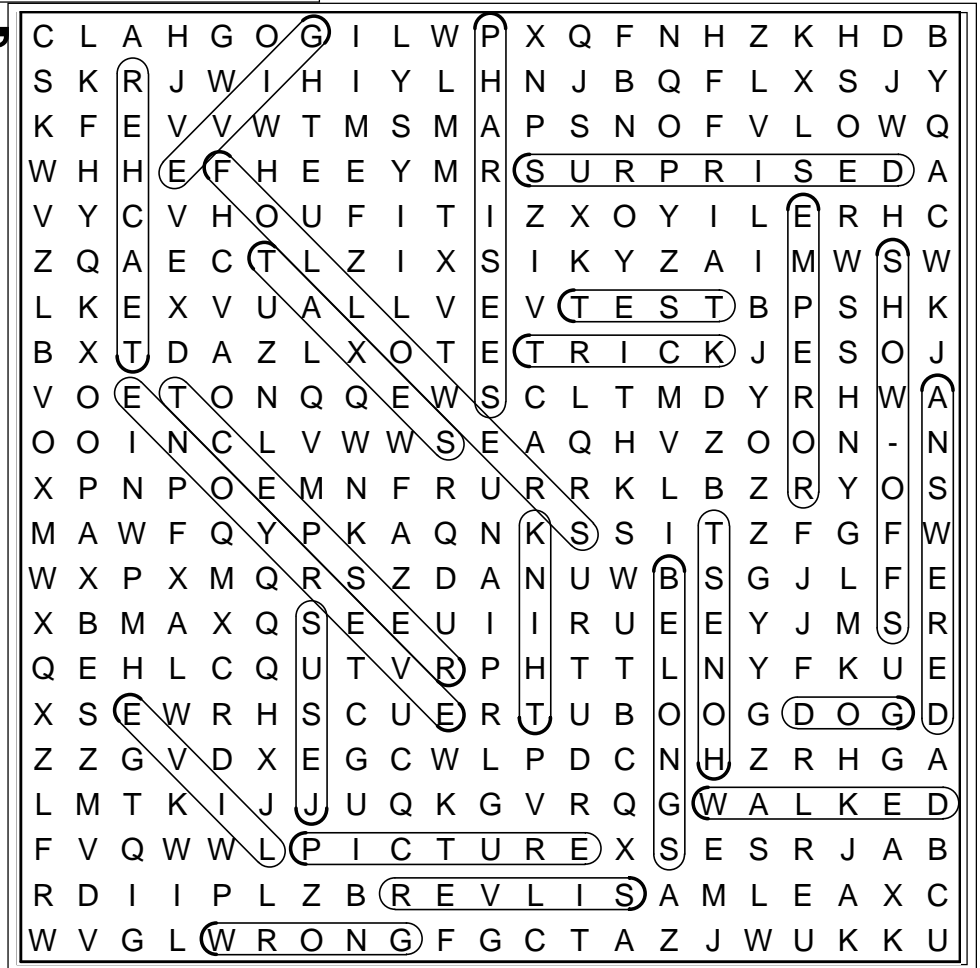 C L A H G O G I L W P X Q F N H Z K H D B
S K R J W I H I Y L H N J B Q F L X S J Y
K F E V V W T M S M A P S N O F V L O W Q
W H H E F H E E Y M R S U R P R I S E D A
V Y C V H O U F I T I Z X O Y I L E R H C
Z Q A E C T L Z I X S I K Y Z A I M W S W
L K E X V U A L L V E V T E S T B P S H K
B X T D A Z L X O T E T R I C K J E S O J
V O E T O N Q Q E W S C L T M D Y R H W A
O O I N C L V W W S E A Q H V Z O O N - N
X P N P O E M N F R U R R K L B Z R Y O S
M A W F Q Y P K A Q N K S S I T Z F G F W
W X P X M Q R S Z D A N U W B S G J L F E
X B M A X Q S E E U I I R U E E Y J M S R
Q E H L C Q U T V R P H T T L N Y F K U E
X S E W R H S C U E R T U B O O G D O G D
Z Z G V D X E G C W L P D C N H Z R H G A
L M T K I J J U Q K G V R Q G W A L K E D
F V Q W W L P I C T U R E X S E S R J A B
R D I I P L Z B R E V L I S A M L E A X C
W V G L W R O N G F G C T A Z J W U K K U